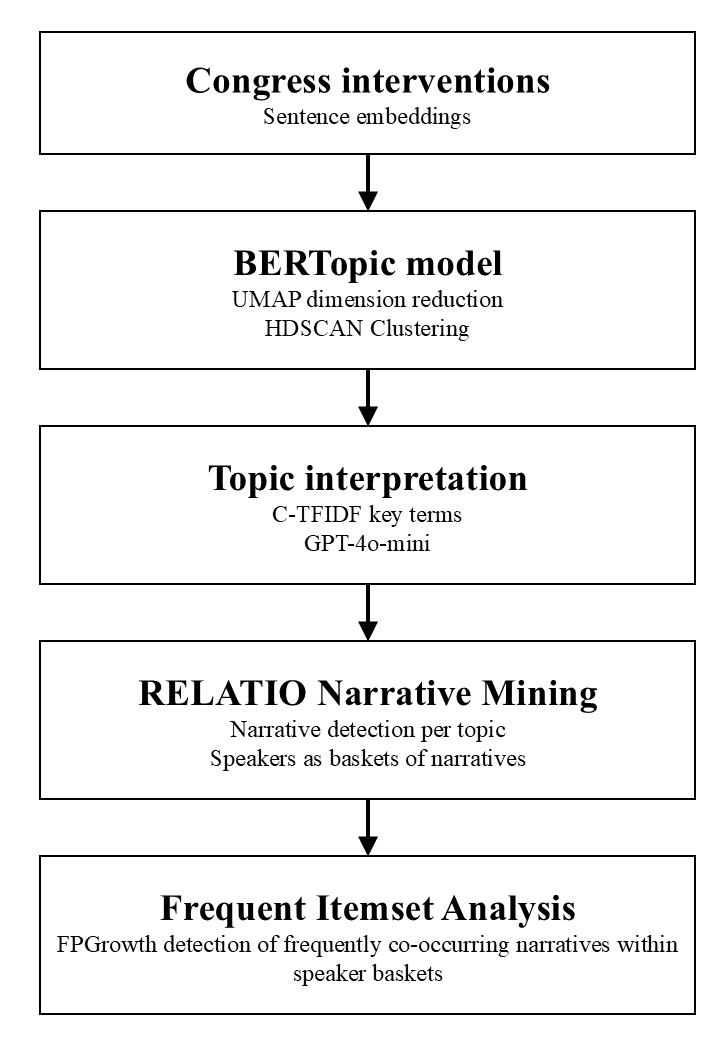 Congress interventions
Sentence embeddings
BERTopic model
UMAP dimension reduction
HDSCAN Clustering
Topic interpretation
C-TFIDF key terms
GPT-4o-mini
RELATIO Narrative Mining
Narrative detection per topic
Speakers as baskets of narratives
Frequent Itemset Analysis
FPGrowth detection of frequently co-occurring narratives within
speaker baskets